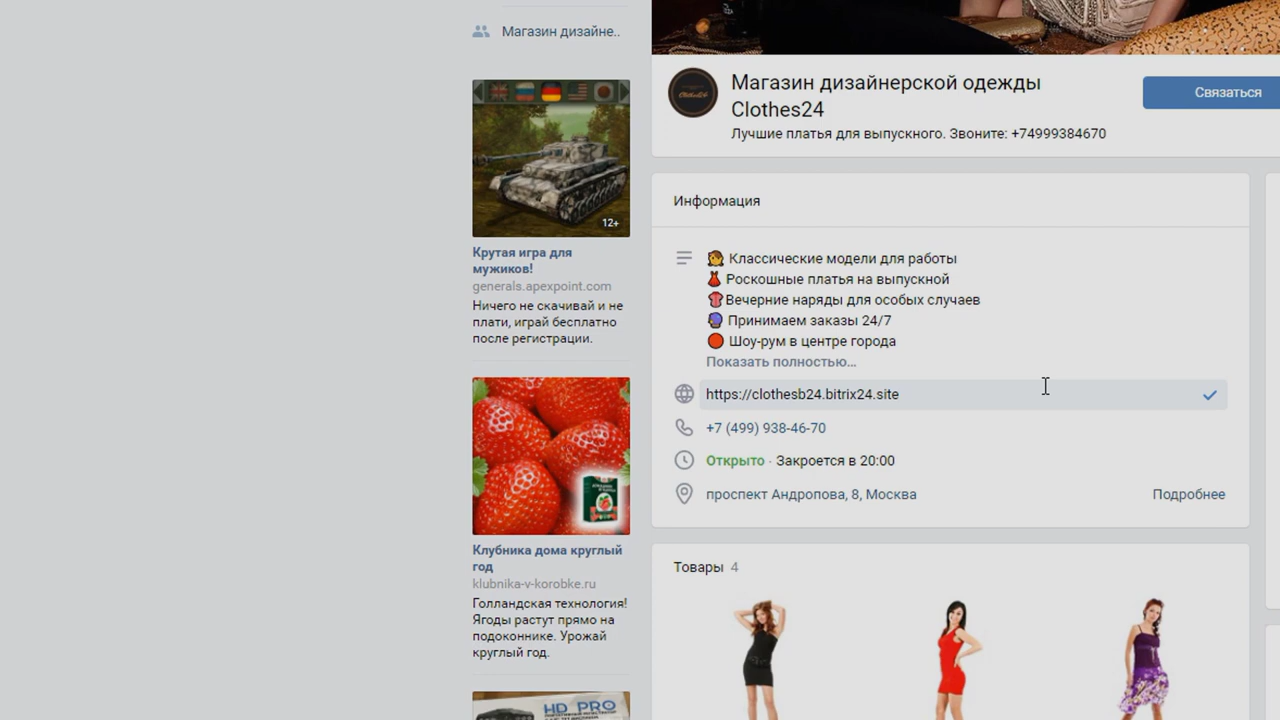 Магазин дизайне..
12+
Крутая игра для
мужиков!
generals.apexpoint.com
Ничего не скачивай и не
плати, играй бесплатно
после регистрации.
Клубника дома круглый
год
klubnika-v-korobke.ru
Голландская технология!
Ягоды растут прямо на
подоконнике. Урожай
круглый год.
HD PRO
Clothes24
Магазин дизайнерской одежды
Clothes24
Лучшие платья для выпускного. Звоните: +74999384670
Связаться
Информация
Классические модели для работы
Роскошные платья на выпускной
Вечерние наряды для особых случаев
Принимаем заказы 24/7
Шоу-рум в центре города
Показать полностью...
https://clothesb24.bitrix24.site
+7 (499) 938-46-70
Открыто · Закроется в 20:00
проспект Андропова, 8, Москва
Подробнее
Товары 4